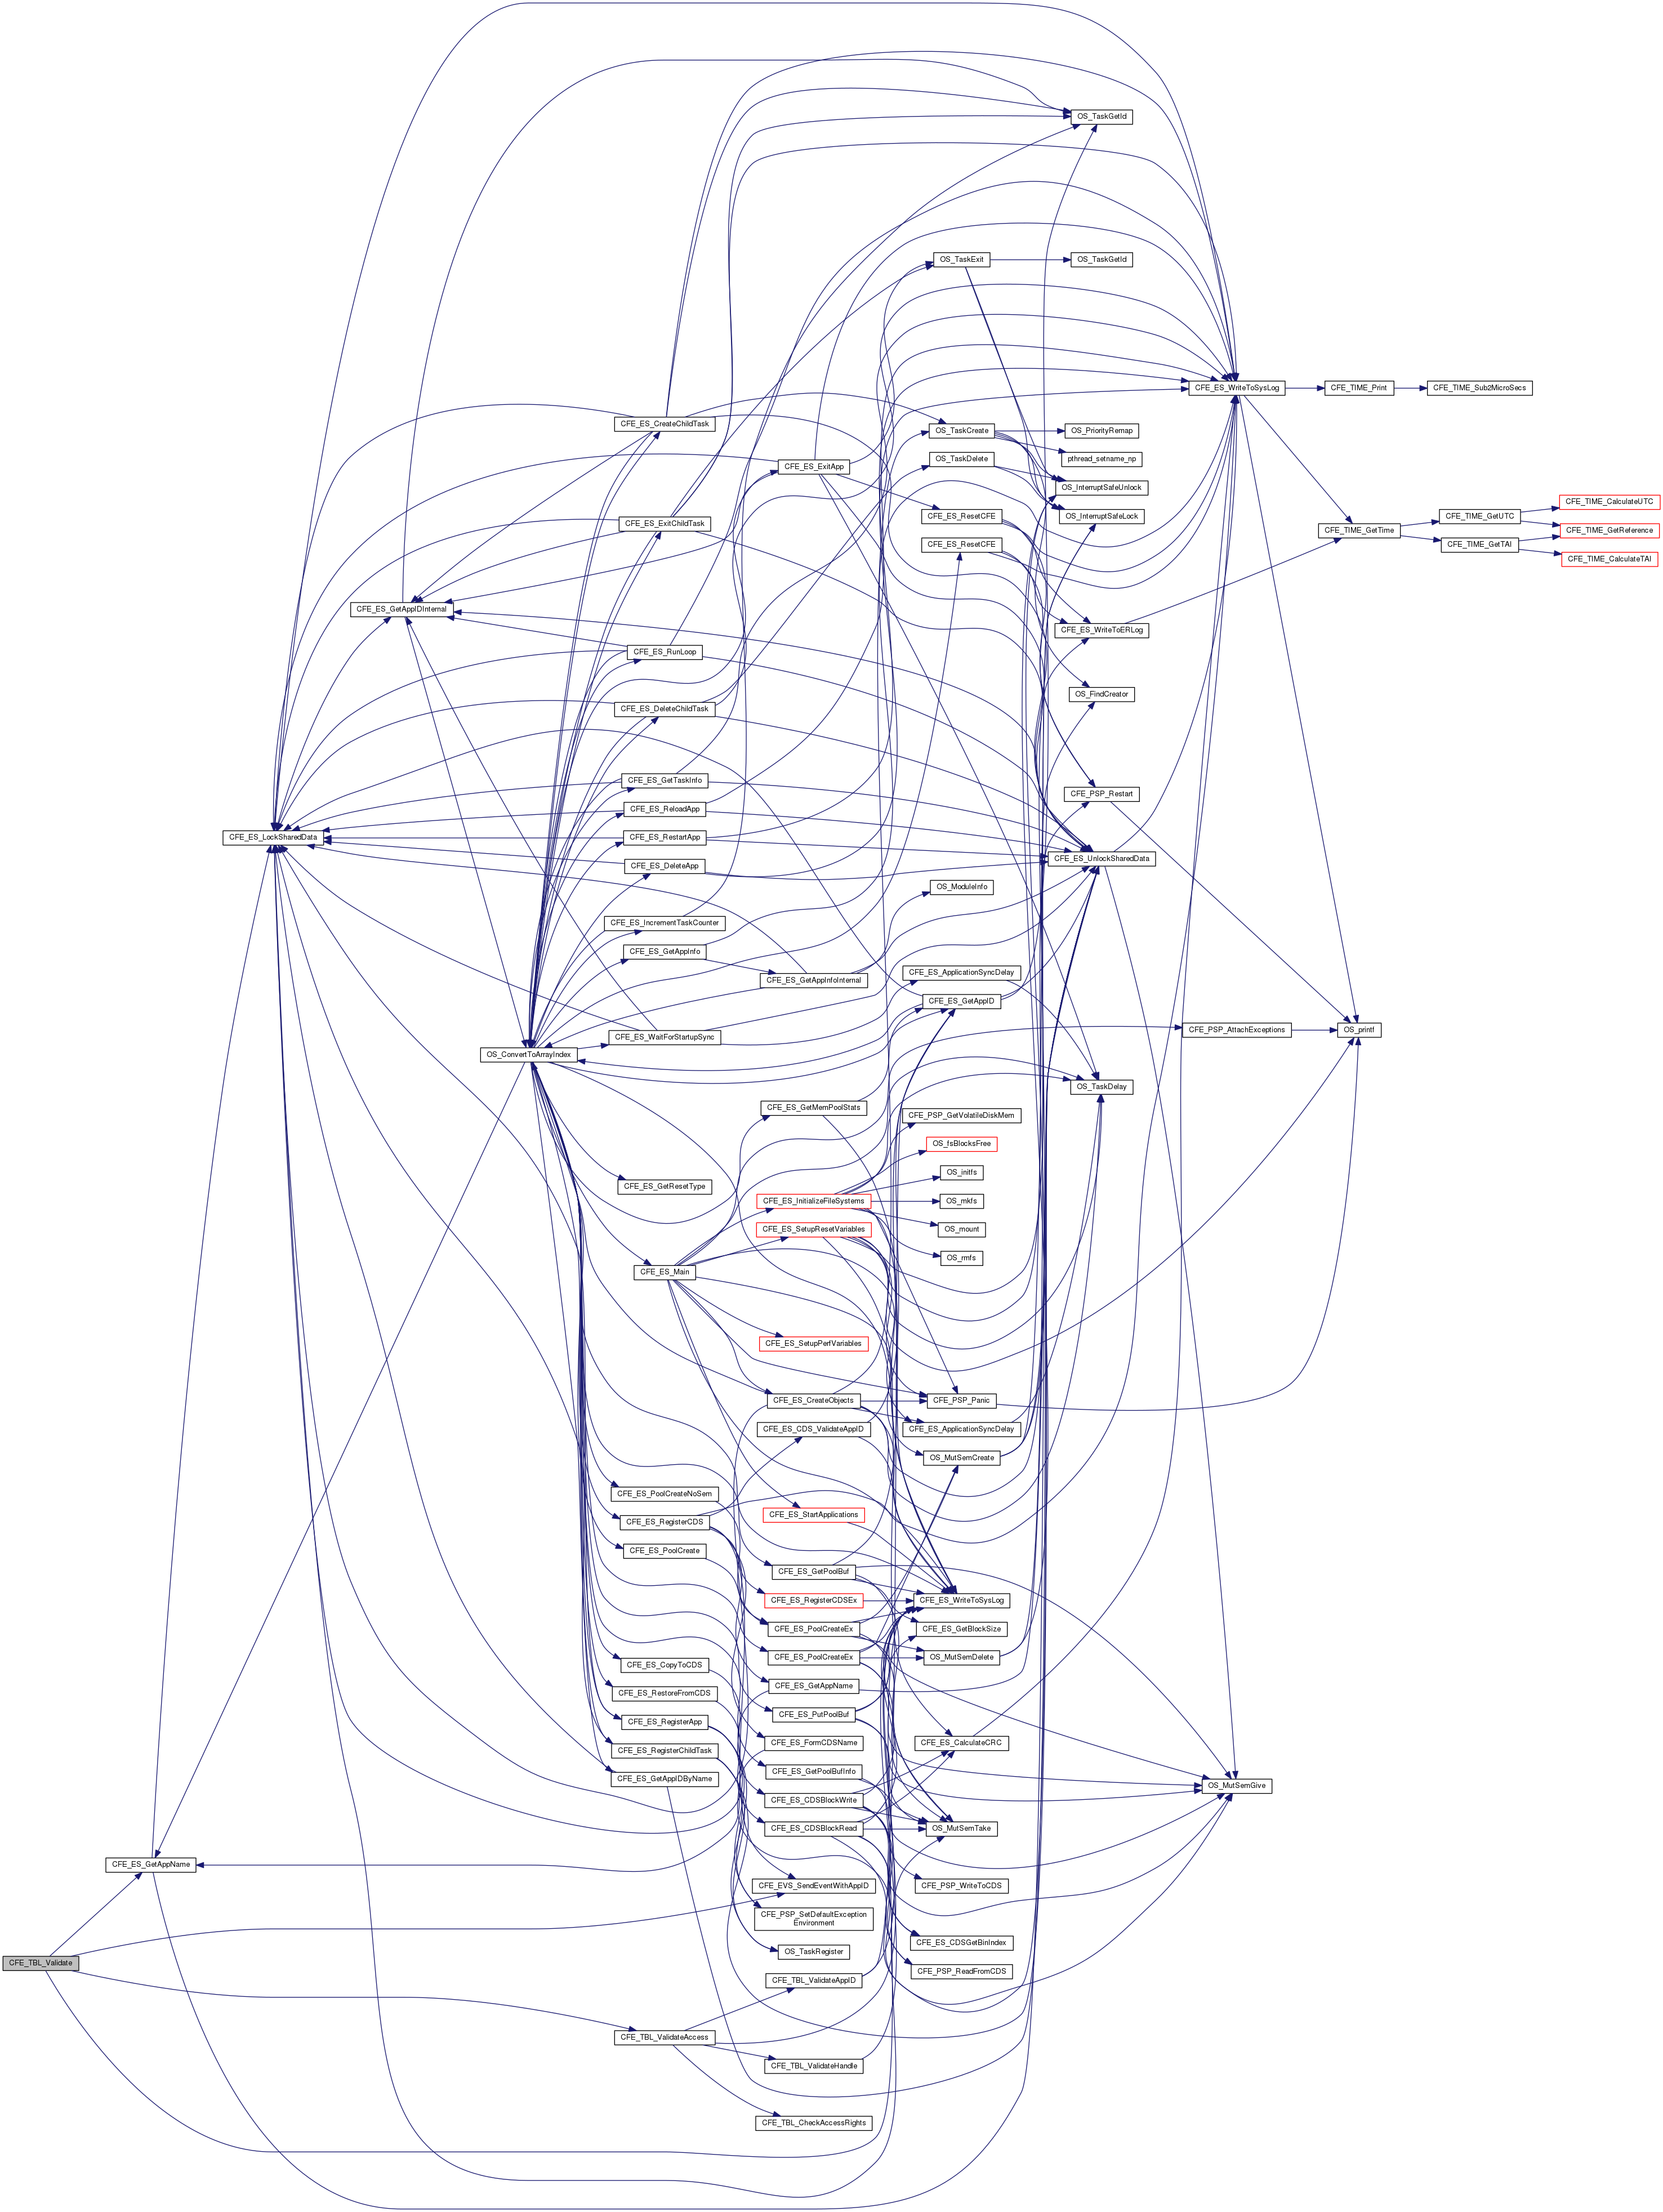 OS_TaskGetId
OS_TaskExit
OS_TaskGetId
CFE_ES_WriteToSysLog
CFE_TIME_Print
CFE_TIME_Sub2MicroSecs
CFE_ES_CreateChildTask
OS_TaskCreate
OS_PriorityRemap
pthread_setname_np
CFE_ES_ExitApp
OS_TaskDelete
OS_InterruptSafeUnlock
CFE_ES_ExitChildTask
CFE_ES_ResetCFE
OS_InterruptSafeLock
CFE_TIME_GetTime
CFE_TIME_GetUTC
CFE_TIME_CalculateUTC
CFE_TIME_GetReference
CFE_ES_ResetCFE
CFE_TIME_GetTAI
CFE_TIME_CalculateTAI
CFE_ES_GetAppIDInternal
CFE_ES_WriteToERLog
CFE_ES_RunLoop
OS_FindCreator
CFE_ES_DeleteChildTask
CFE_ES_GetTaskInfo
CFE_PSP_Restart
CFE_ES_ReloadApp
CFE_ES_LockSharedData
CFE_ES_RestartApp
CFE_ES_UnlockSharedData
CFE_ES_DeleteApp
OS_ModuleInfo
CFE_ES_IncrementTaskCounter
CFE_ES_GetAppInfo
CFE_ES_GetAppInfoInternal
CFE_ES_ApplicationSyncDelay
CFE_ES_GetAppID
CFE_ES_WaitForStartupSync
CFE_PSP_AttachExceptions
OS_printf
OS_ConvertToArrayIndex
OS_TaskDelay
CFE_ES_GetMemPoolStats
CFE_PSP_GetVolatileDiskMem
OS_fsBlocksFree
OS_initfs
CFE_ES_GetResetType
CFE_ES_InitializeFileSystems
OS_mkfs
CFE_ES_SetupResetVariables
OS_mount
OS_rmfs
CFE_ES_Main
CFE_ES_SetupPerfVariables
CFE_ES_CreateObjects
CFE_PSP_Panic
CFE_ES_CDS_ValidateAppID
CFE_ES_ApplicationSyncDelay
OS_MutSemCreate
CFE_ES_PoolCreateNoSem
CFE_ES_StartApplications
CFE_ES_RegisterCDS
CFE_ES_PoolCreate
CFE_ES_GetPoolBuf
CFE_ES_RegisterCDSEx
CFE_ES_WriteToSysLog
CFE_ES_PoolCreateEx
CFE_ES_GetBlockSize
CFE_ES_PoolCreateEx
OS_MutSemDelete
CFE_ES_CopyToCDS
CFE_ES_GetAppName
CFE_ES_RestoreFromCDS
CFE_ES_PutPoolBuf
CFE_ES_RegisterApp
CFE_ES_FormCDSName
CFE_ES_CalculateCRC
CFE_ES_RegisterChildTask
CFE_ES_GetPoolBufInfo
CFE_ES_GetAppIDByName
OS_MutSemGive
CFE_ES_CDSBlockWrite
CFE_ES_CDSBlockRead
OS_MutSemTake
CFE_ES_GetAppName
CFE_EVS_SendEventWithAppID
CFE_PSP_WriteToCDS
CFE_PSP_SetDefaultException
Environment
CFE_ES_CDSGetBinIndex
OS_TaskRegister
CFE_TBL_Validate
CFE_PSP_ReadFromCDS
CFE_TBL_ValidateAppID
CFE_TBL_ValidateAccess
CFE_TBL_ValidateHandle
CFE_TBL_CheckAccessRights